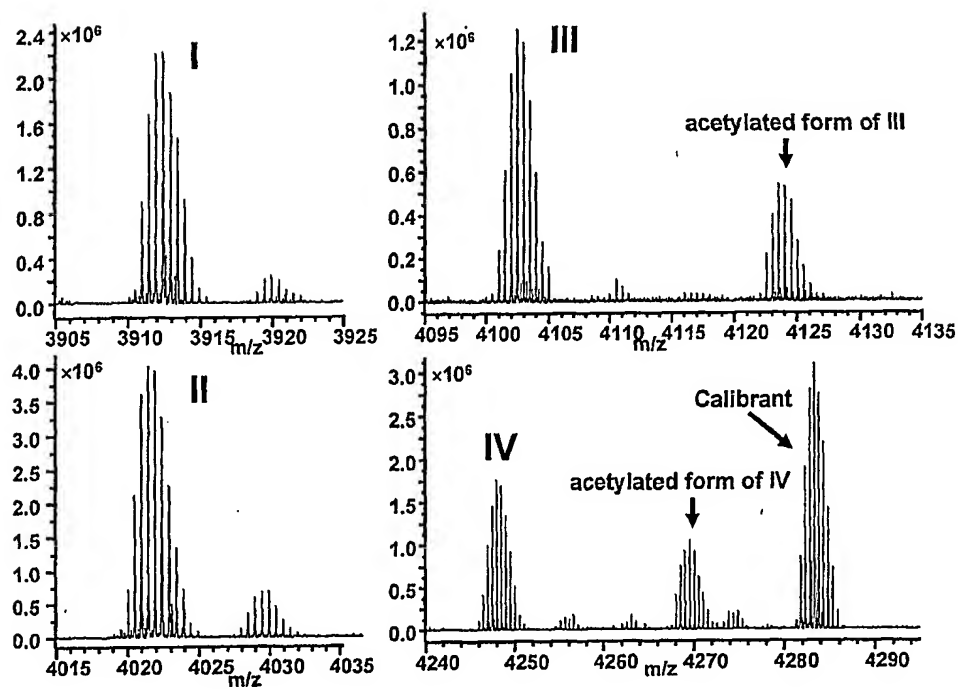 ×10⁶
I
2.4
2.0
1.6
1.2
0.8
0.4
0.0
3905 3910 3915 3920 3925
m/z
×10⁶
III
acetylated form of III
1.2
1.0
0.8
0.6
0.4
0.2
0.0
4095 4100 4105 4110 4115 4120 4125 4130 4135
m/z
×10⁶
II
4.0
3.5
3.0
2.5
2.0
1.5
1.0
0.5
0.0
4015 4020 4025 4030 4035
m/z
×10⁶
Calibrant
IV
acetylated form of IV
3.0
2.5
2.0
1.5
1.0
0.5
0.0
4240 4250 4260 4270 4280 4290
m/z